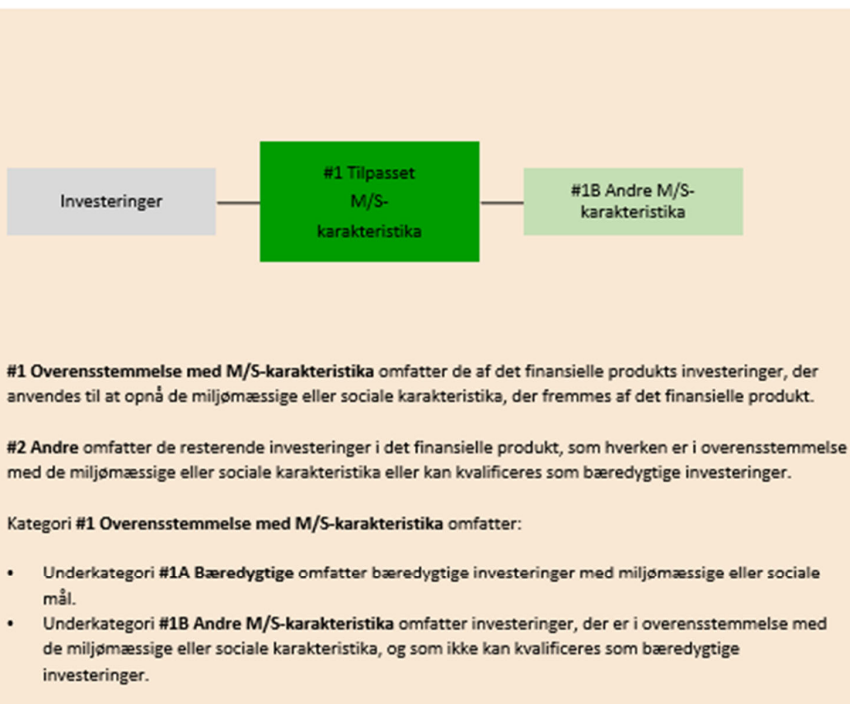 Investeringer
#1 Tilpasset
M/S-
karakteristika
#1B Andre M/S-
karakteristika
#1 Overensstemmelse med M/S-karakteristika omfatter de af det finansielle produkts investeringer, der
anvendes til at opnå de miljømæssige eller sociale karakteristika, der fremmes af det finansielle produkt.
#2 Andre omfatter de resterende investeringer i det finansielle produkt, som hverken er i overensstemmelse
med de miljømæssige eller sociale karakteristika eller kan kvalificeres som bæredygtige investeringer.
Kategori #1 Overensstemmelse med M/S-karakteristika omfatter:
• Underkategori #1A Bæredygtige omfatter bæredygtige investeringer med miljømæssige eller sociale
mål.
• Underkategori #1B Andre M/S-karakteristika omfatter investeringer, der er i overensstemmelse med
de miljømæssige eller sociale karakteristika, og som ikke kan kvalificeres som bæredygtige
investeringer.